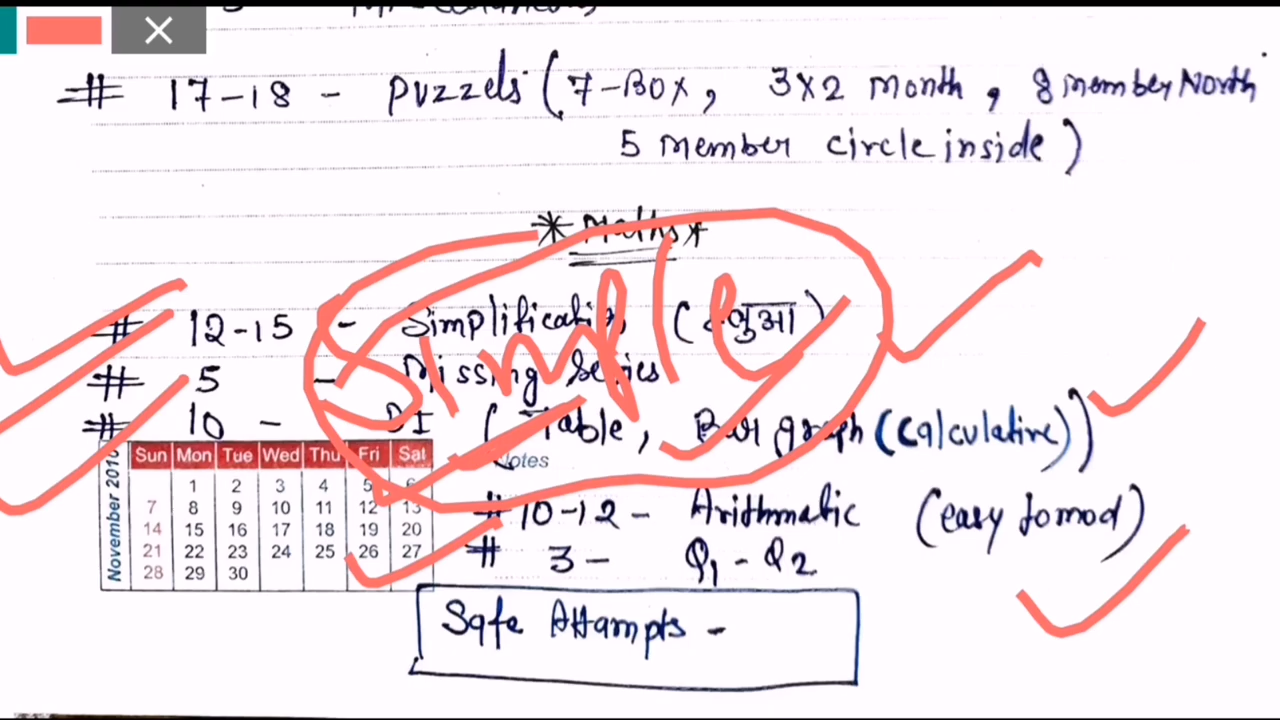 # 17-18 - puzzels (7-Box, 3x2 month, 8 member North
5 member circle inside)
*Maths*
# 12-15 - Simplification (
# 5 - Missing Series
# 10 - DI (Table, Bar graph (Calculative))
Simple
November 2010
Sun Mon Tue Wed Thu Fri Sat
1 2 3 4 5 6
7 8 9 10 11 12 13
14 15 16 17 18 19 20
21 22 23 24 25 26 27
28 29 30
Notes
# 10-12 - Arithmatic (easy to mod)
# 3 - Q1 - Q2
Safe Attampts -